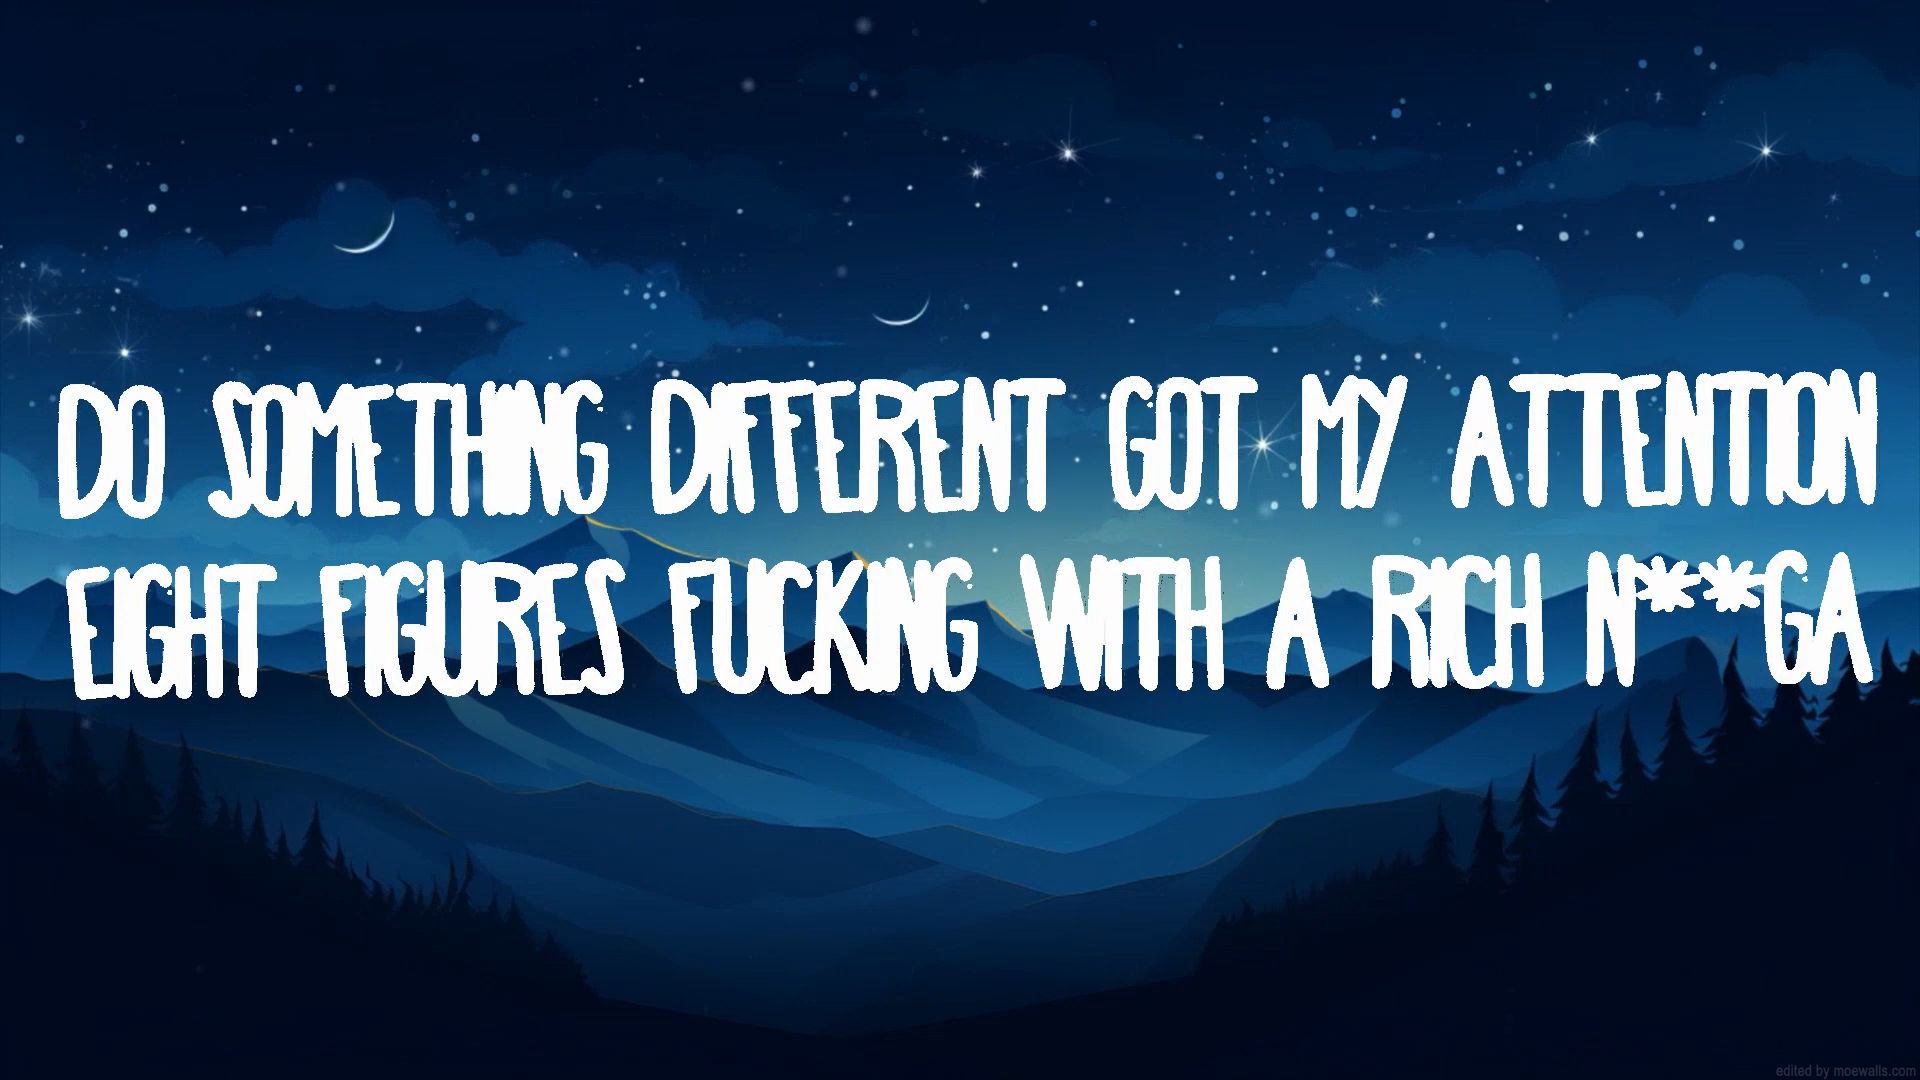 DO SOMETHING DIFFERENT GOT MY ATTENTION
EIGHT FIGURES FUCKING WITH A RICH N**GA
edited by moewalls.com